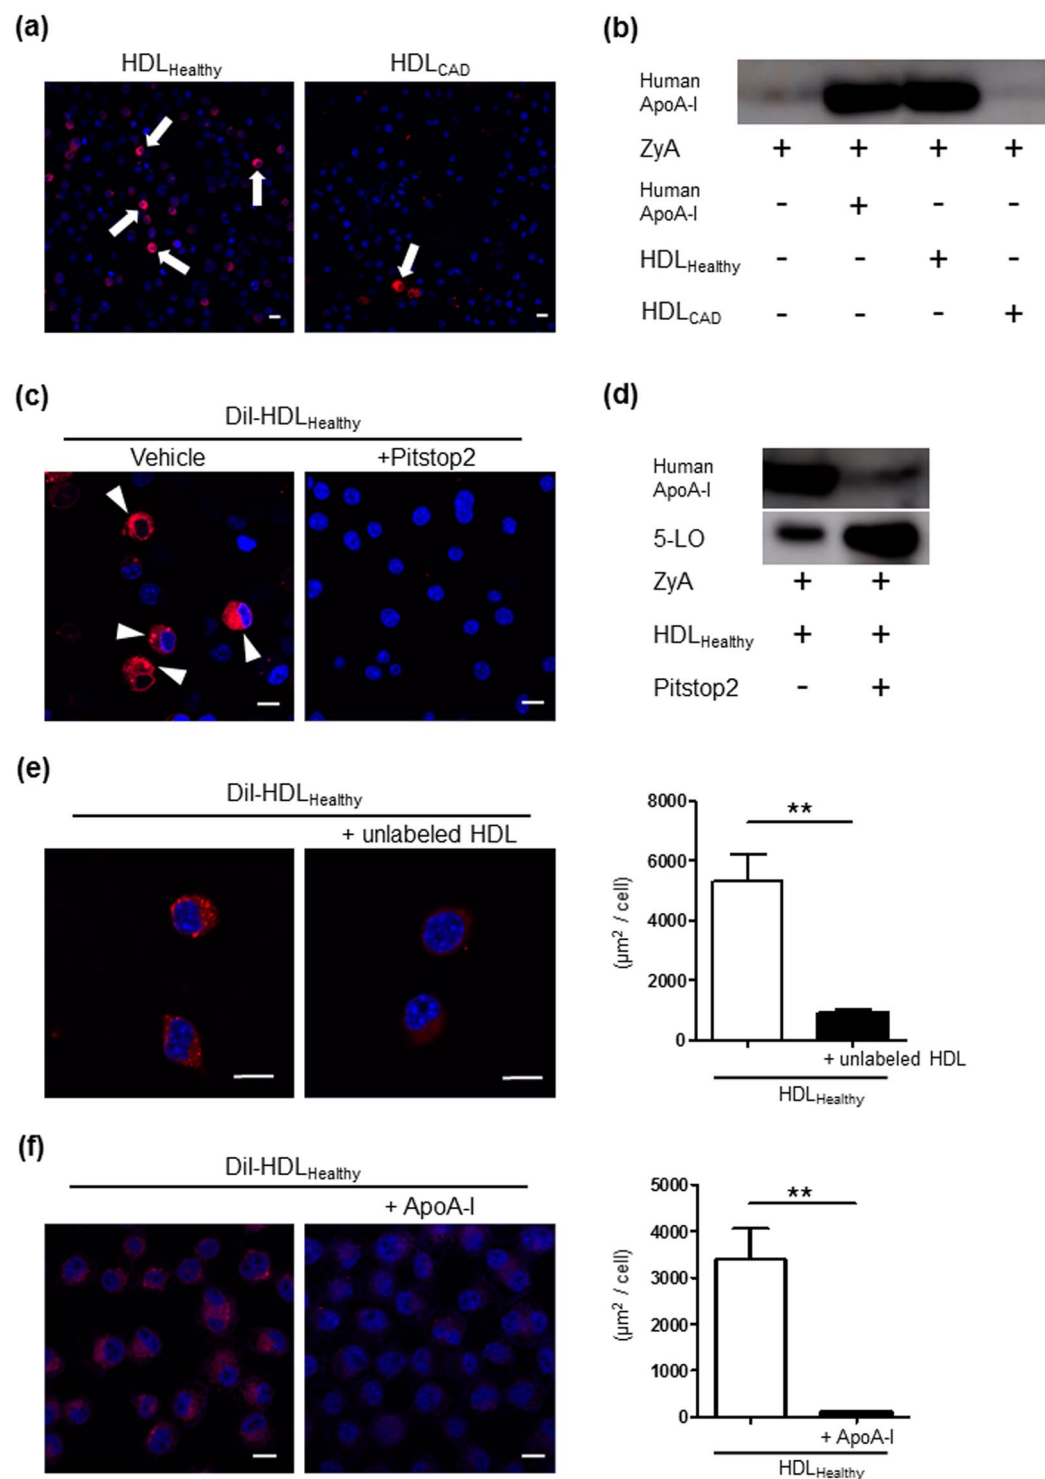 (a)
HDLHealthy
HDLCAD
(b)
Human
ApoA-I
ZyA + + + +
Human
ApoA-I - + - -
HDLHealthy - - + -
HDLCAD - - - +
(c)
DiI-HDLHealthy
Vehicle
+Pitstop2
(d)
Human
ApoA-I
5-LO
ZyA + +
HDLHealthy + +
Pitstop2 - +
(e)
DiI-HDLHealthy
+ unlabeled HDL
(µm2 / cell)
8000
6000
4000
2000
0
**
+ unlabeled HDL
HDLHealthy
(f)
DiI-HDLHealthy
+ ApoA-I
(µm2 / cell)
5000
4000
3000
2000
1000
0
**
+ ApoA-I
HDLHealthy